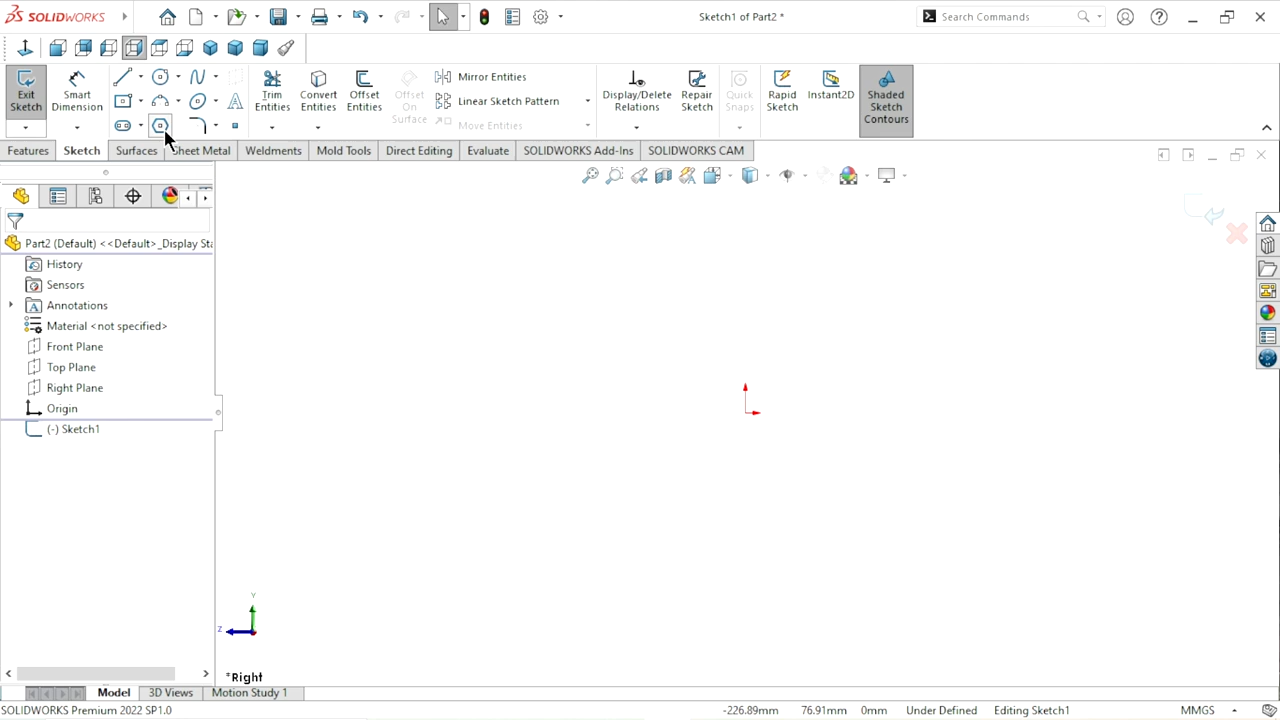 SOLIDWORKS
Sketch1 of Part2 *
Search Commands
Exit Sketch
Smart Dimension
Trim Entities
Convert Entities
Offset Entities
Offset On Surface
Mirror Entities
Linear Sketch Pattern
Move Entities
Display/Delete Relations
Repair Sketch
Quick Snaps
Rapid Sketch
Instant2D
Shaded Sketch Contours
Features
Sketch
Surfaces
Sheet Metal
Weldments
Mold Tools
Direct Editing
Evaluate
SOLIDWORKS Add-Ins
SOLIDWORKS CAM
Part2 (Default) <<Default>_Display Sta
History
Sensors
Annotations
Material <not specified>
Front Plane
Top Plane
Right Plane
Origin
(-) Sketch1
Y
Z
*Right
Model
3D Views
Motion Study 1
SOLIDWORKS Premium 2022 SP1.0
-226.89mm
76.91mm
0mm
Under Defined
Editing Sketch1
MMGS